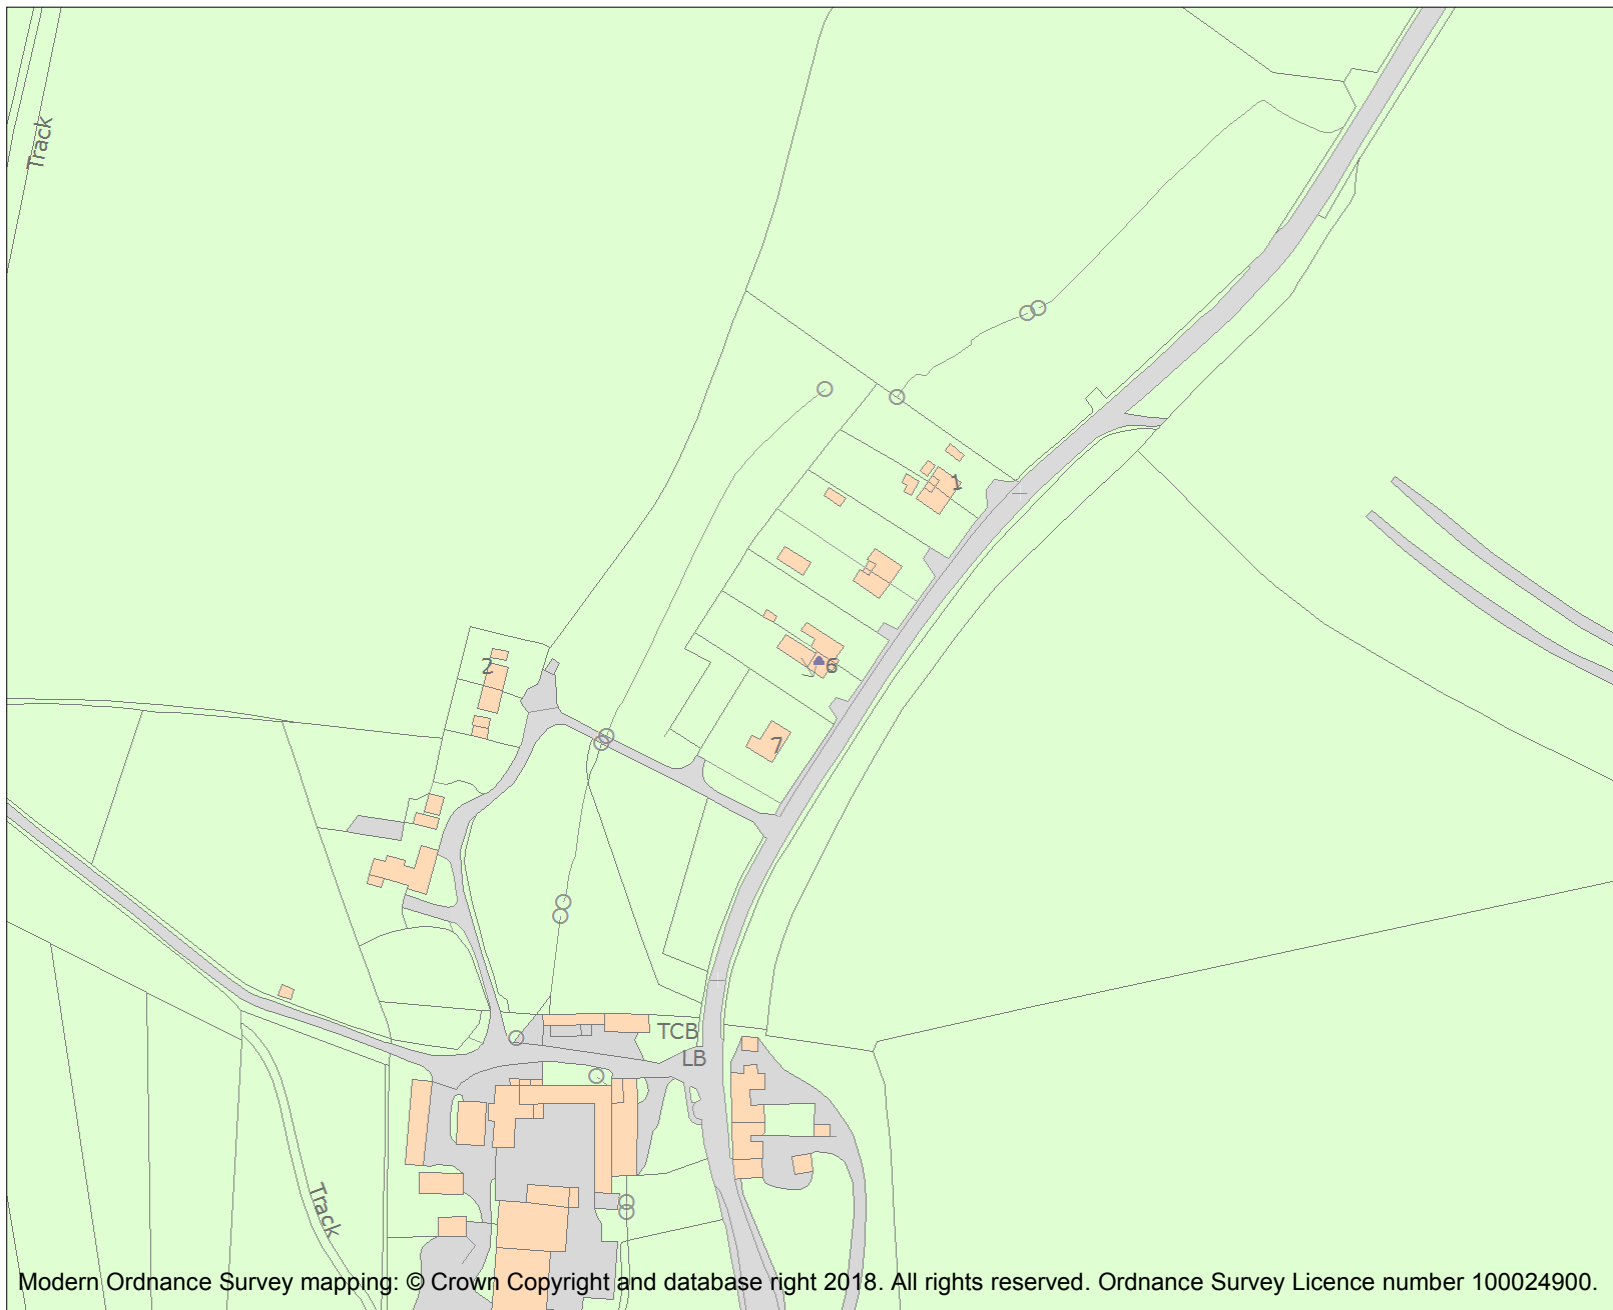 Track
1
2
6
7
TCB
LB
Track
Modern Ordnance Survey mapping: © Crown Copyright and database right 2018. All rights reserved. Ordnance Survey Licence number 100024900.